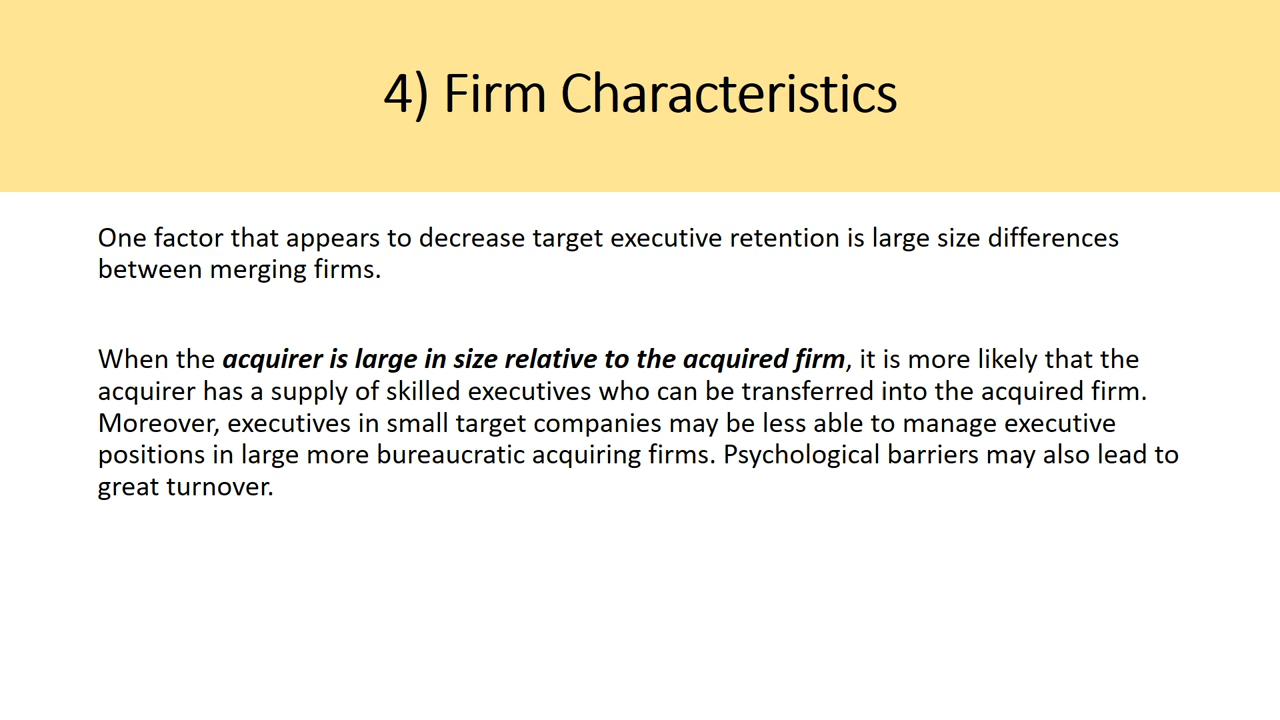 4) Firm Characteristics
One factor that appears to decrease target executive retention is large size differences
between merging firms.
When the acquirer is large in size relative to the acquired firm, it is more likely that the
acquirer has a supply of skilled executives who can be transferred into the acquired firm.
Moreover, executives in small target companies may be less able to manage executive
positions in large more bureaucratic acquiring firms. Psychological barriers may also lead to
great turnover.